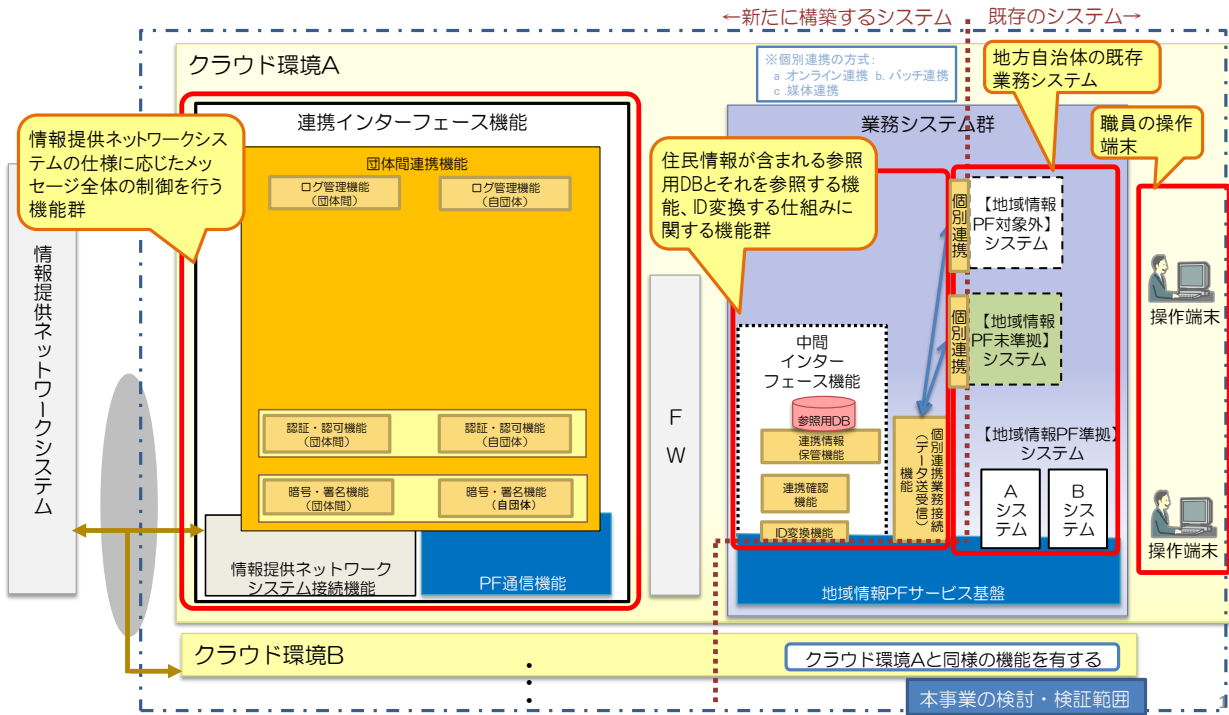 ←新たに構築するシステム
既存のシステム→
クラウド環境A
※個別連携の方式:
a .オンライン連携 b. バッチ連携
c .媒体連携
地方自治体の既存
業務システム
職員の操作
端末
情報提供ネットワークシス
テムの仕様に応じたメッ
セージ全体の制御を行う
機能群
連携インターフェース機能
団体間連携機能
ログ管理機能
(団体間)
ログ管理機能
(自団体)
認証・認可機能
(団体間)
認証・認可機能
(自団体)
暗号・署名機能
(団体間)
暗号・署名機能
(自団体)
情報提供ネットワーク
システム接続機能
PF通信機能
情報提供ネットワークシステム
FW
業務システム群
住民情報が含まれる参照
用DBとそれを参照する機
能、ID変換する仕組みに
関する機能群
個別連携
【地域情報
PF対象外】
システム
個別連携
【地域情報
PF未準拠】
システム
中間
インター
フェース機能
参照用DB
連携情報
保管機能
連携確認
機能
ID変換機能
個別連携業務接続
(データ送受信)
機能
【地域情報PF準拠】
システム
A
システム
B
システム
地域情報PFサービス基盤
操作端末
操作端末
クラウド環境B
クラウド環境Aと同様の機能を有する
本事業の検討・検証範囲
1